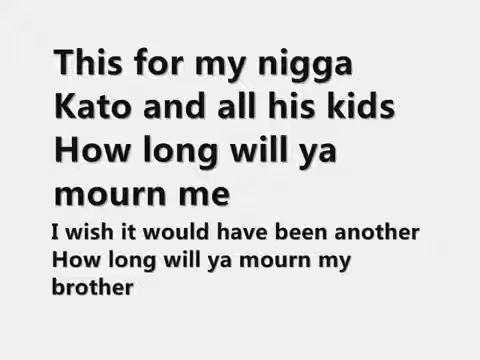 This for my nigga
Kato and all his kids
How long will ya
mourn me
I wish it would have been another
How long will ya mourn my
brother